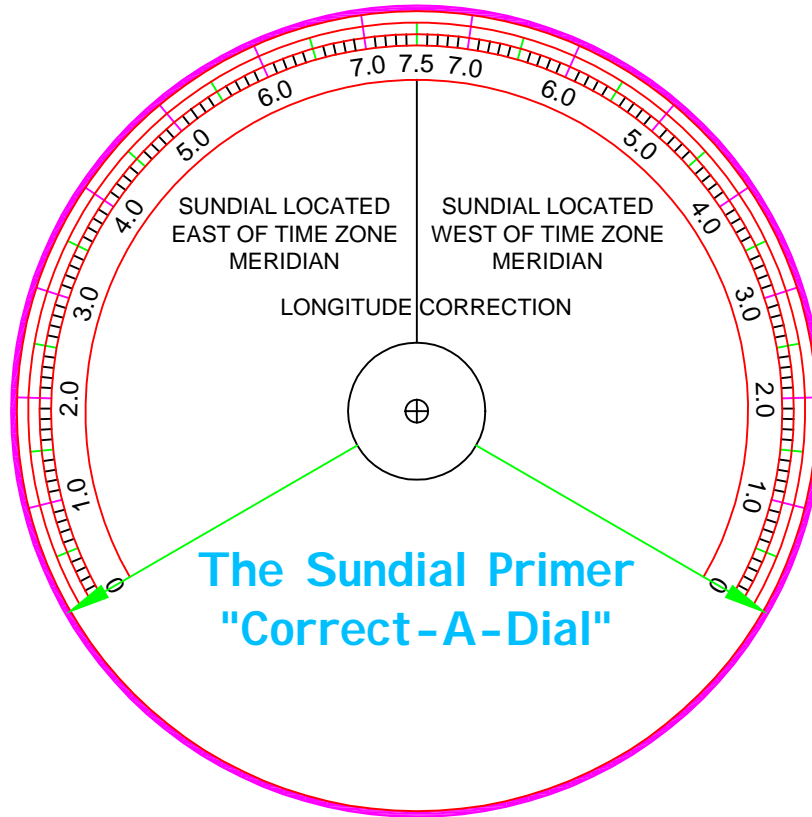 0 1.0 2.0 3.0 4.0 5.0 6.0 7.0 7.5 7.0 6.0 5.0 4.0 3.0 2.0 1.0 0
SUNDIAL LOCATED
EAST OF TIME ZONE
MERIDIAN
SUNDIAL LOCATED
WEST OF TIME ZONE
MERIDIAN
LONGITUDE CORRECTION
The Sundial Primer
"Correct-A-Dial"